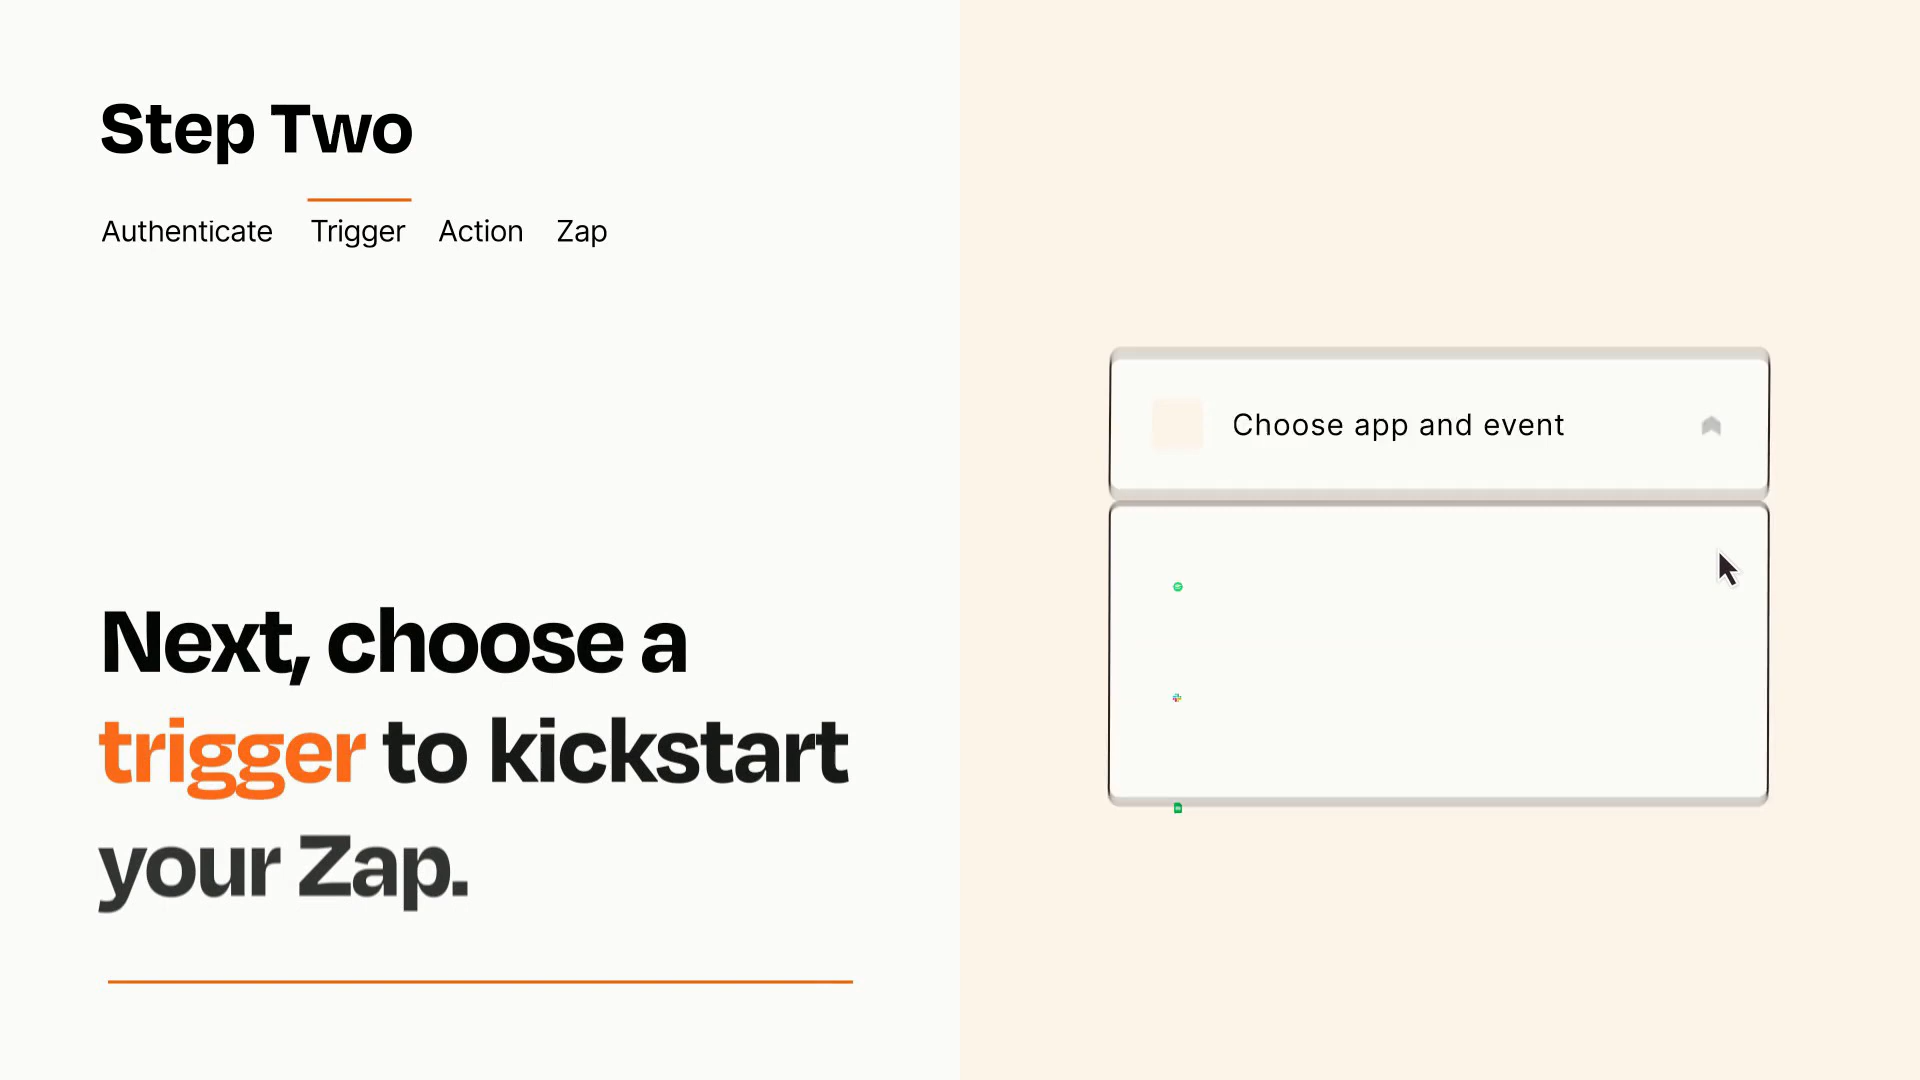 Step Two
Authenticate Trigger Action Zap
Next, choose a
trigger to kickstart
your Zap.
Choose app and event